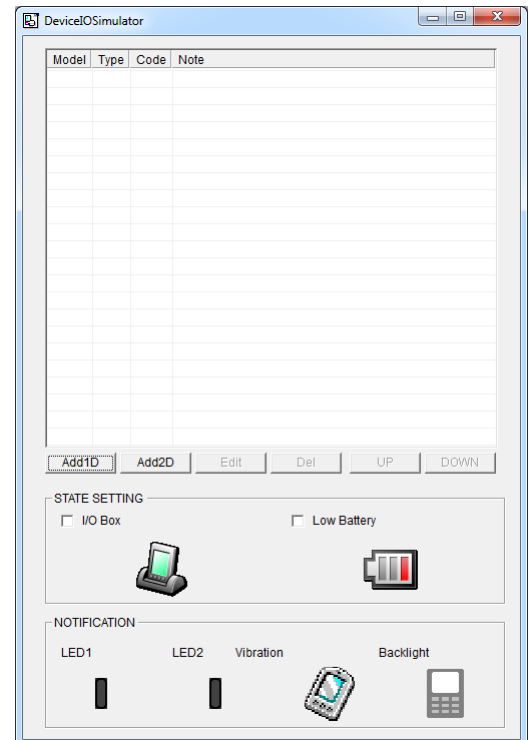 DeviceIOSimulator
Model Type Code Note
Add1D Add2D Edit Del UP DOWN
STATE SETTING
I/O Box Low Battery
NOTIFICATION
LED1 LED2 Vibration Backlight